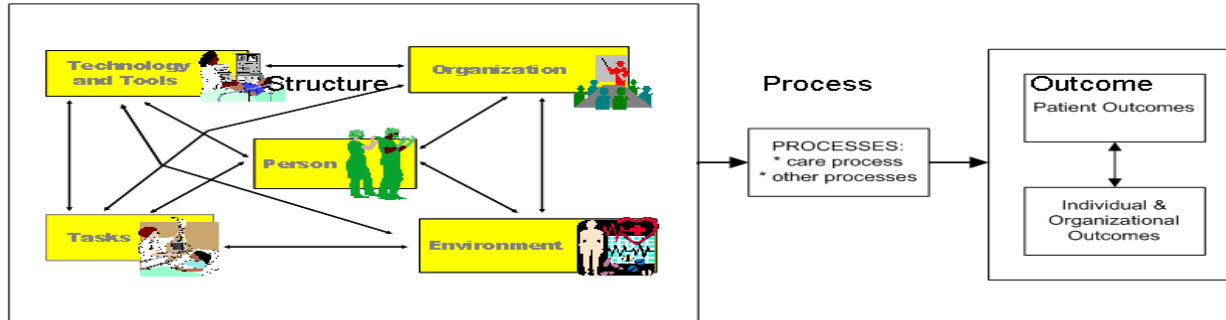 Technology
and Tools
Structure
Organization
Person
Tasks
Environment
Process
PROCESSES:
* care process
* other processes
Outcome
Patient Outcomes
Individual &
Organizational
Outcomes